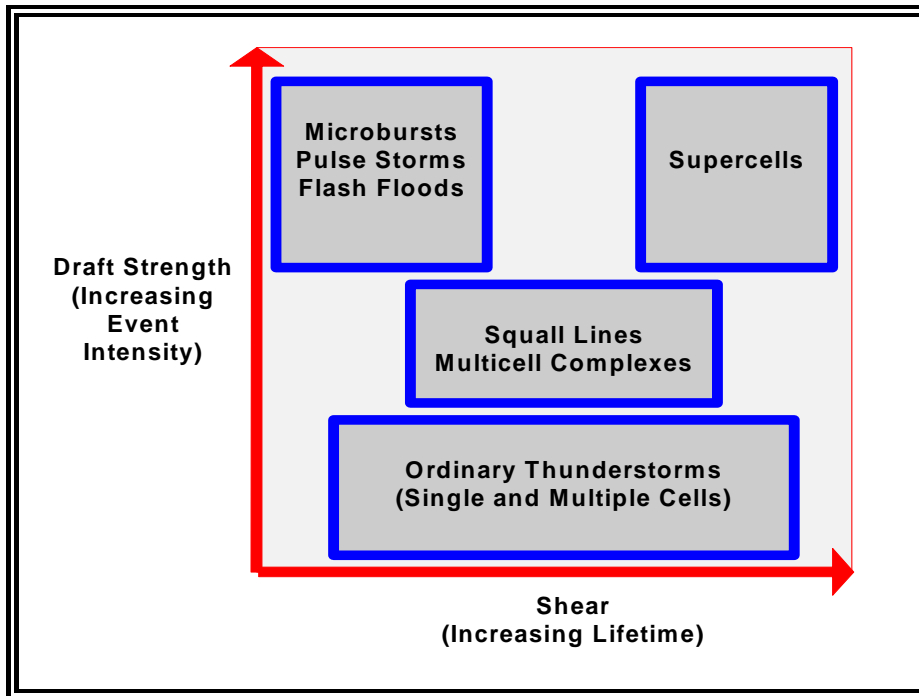 Microbursts
Pulse Storms
Flash Floods
Supercells
Draft Strength
(Increasing
Event
Intensity)
Squall Lines
Multicell Complexes
Ordinary Thunderstorms
(Single and Multiple Cells)
Shear
(Increasing Lifetime)